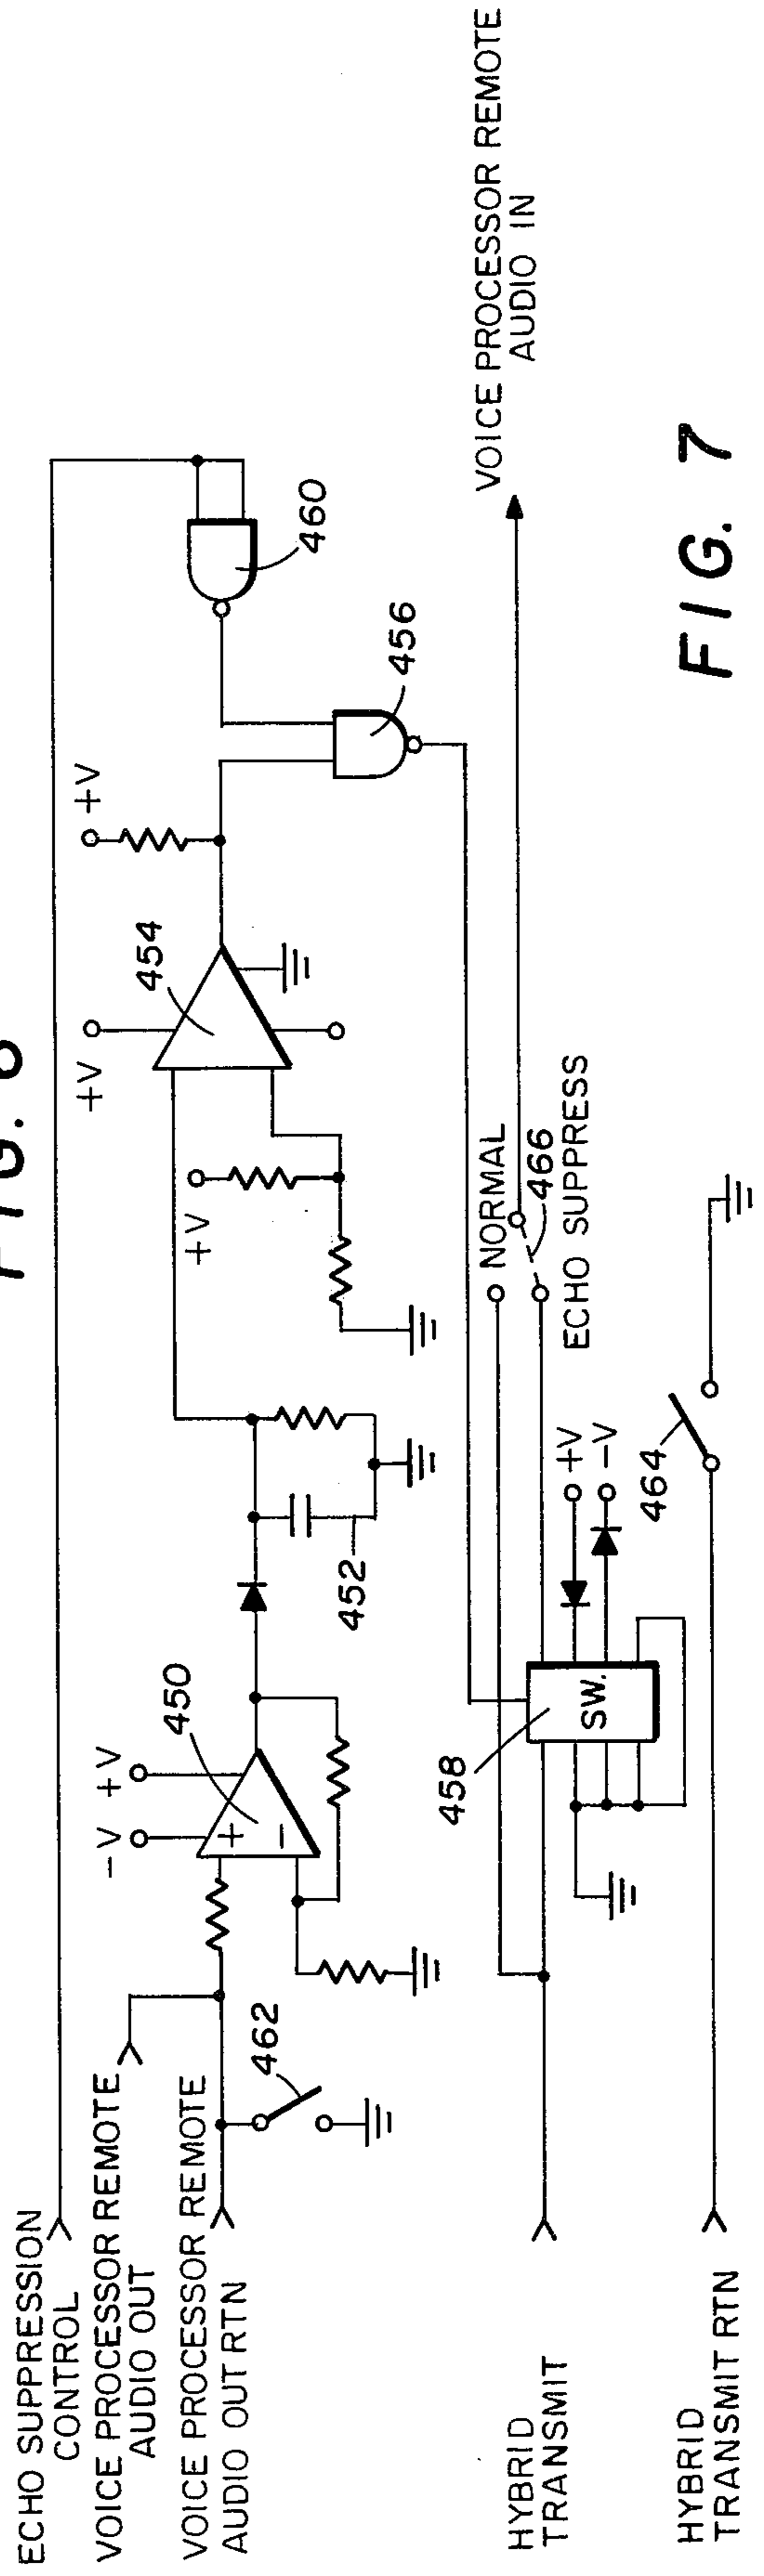 ECHO SUPPRESSION
CONTROL
VOICE PROCESSOR REMOTE
AUDIO OUT
VOICE PROCESSOR REMOTE
AUDIO OUT RTN
462
-V
+V
450
+
−
452
+V
+V
454
+V
460
456
HYBRID
TRANSMIT
458
SW.
+V
-V
NORMAL
466
ECHO SUPPRESS
VOICE PROCESSOR REMOTE
AUDIO IN
HYBRID
TRANSMIT RTN
464
FIG. 7